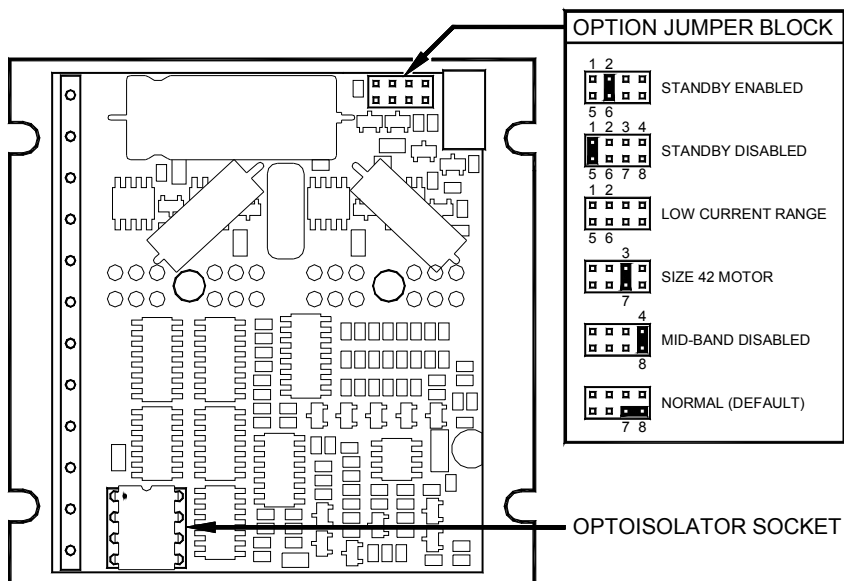 OPTION JUMPER BLOCK
1 2
STANDBY ENABLED
5 6
1 2 3 4
STANDBY DISABLED
5 6 7 8
1 2
LOW CURRENT RANGE
5 6
3
SIZE 42 MOTOR
7
4
MID-BAND DISABLED
8
NORMAL (DEFAULT)
7 8
OPTOISOLATOR SOCKET